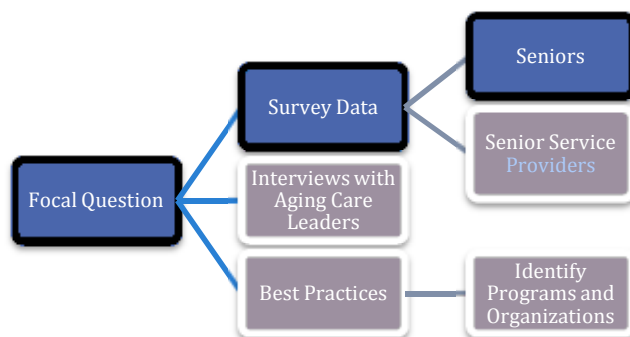 Seniors
Survey Data
Senior Service
Providers
Focal Question
Interviews with
Aging Care
Leaders
Best Practices
Identify
Programs and
Organizations